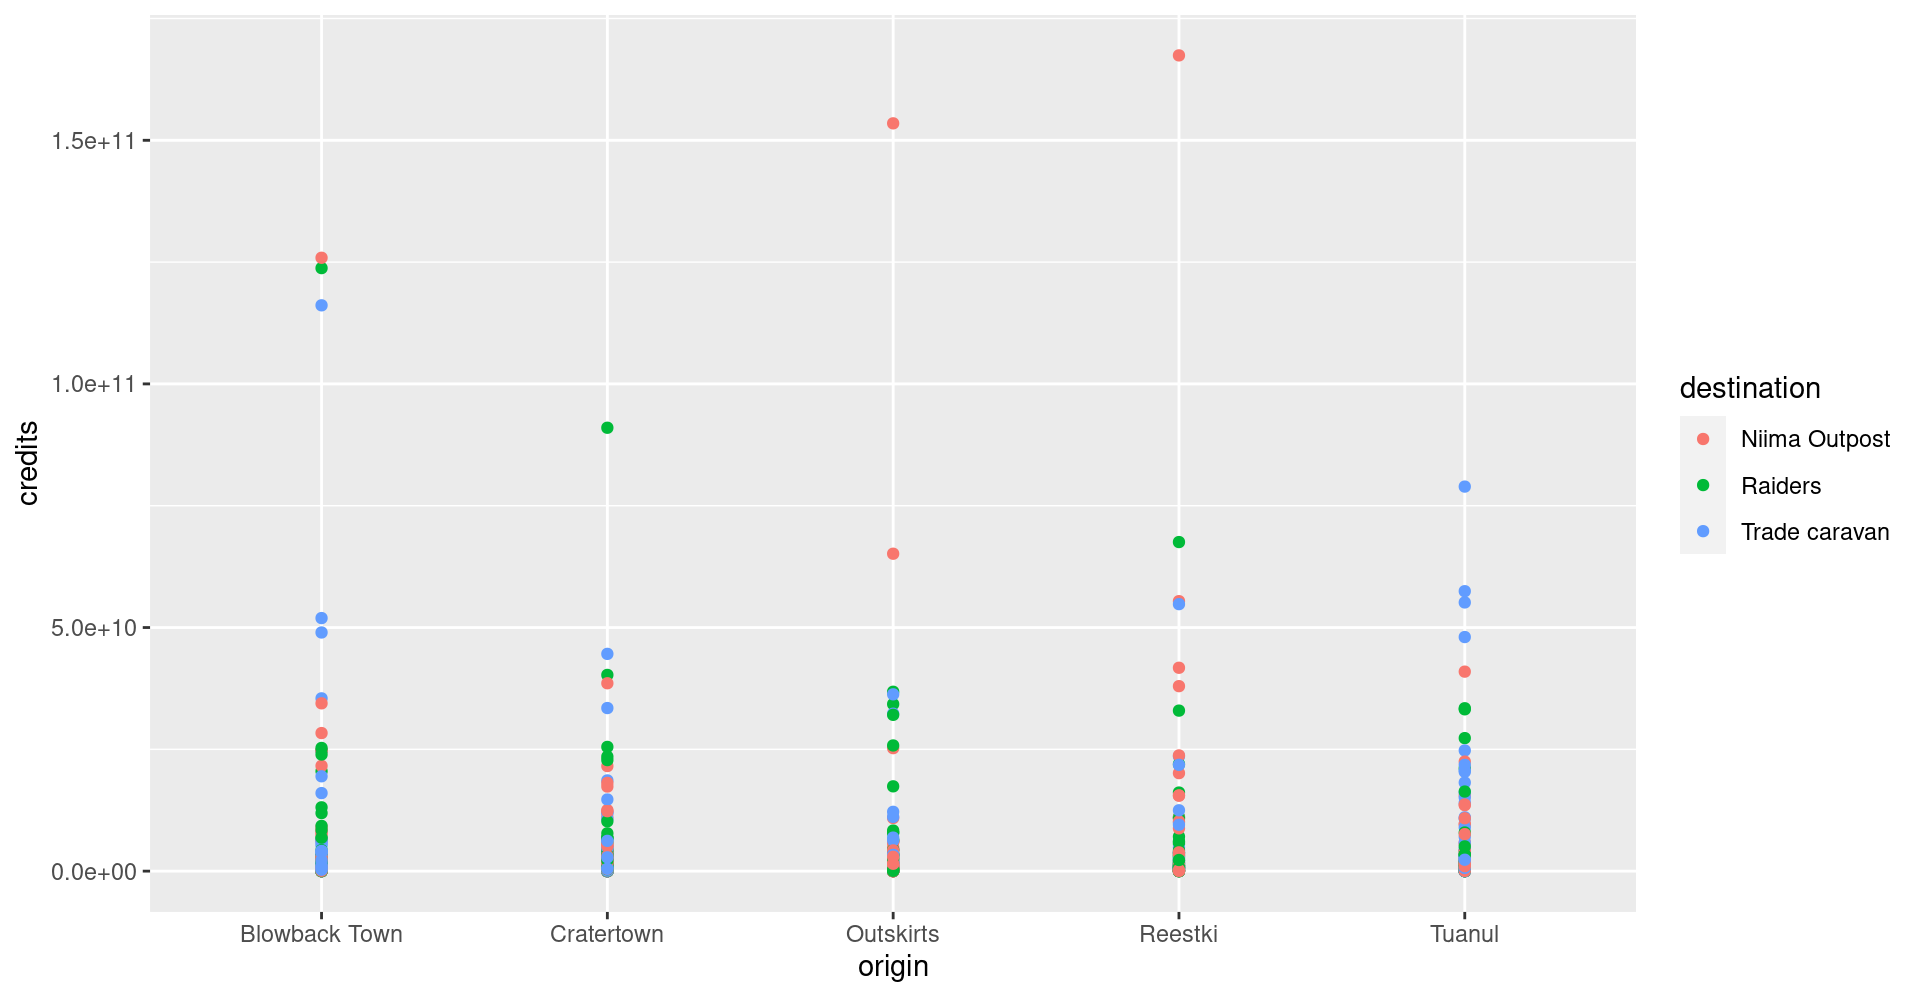 credits
1.5e+11
1.0e+11
5.0e+10
0.0e+00
Blowback Town
Cratertown
Outskirts
Reestki
Tuanul
origin
destination
Niima Outpost
Raiders
Trade caravan